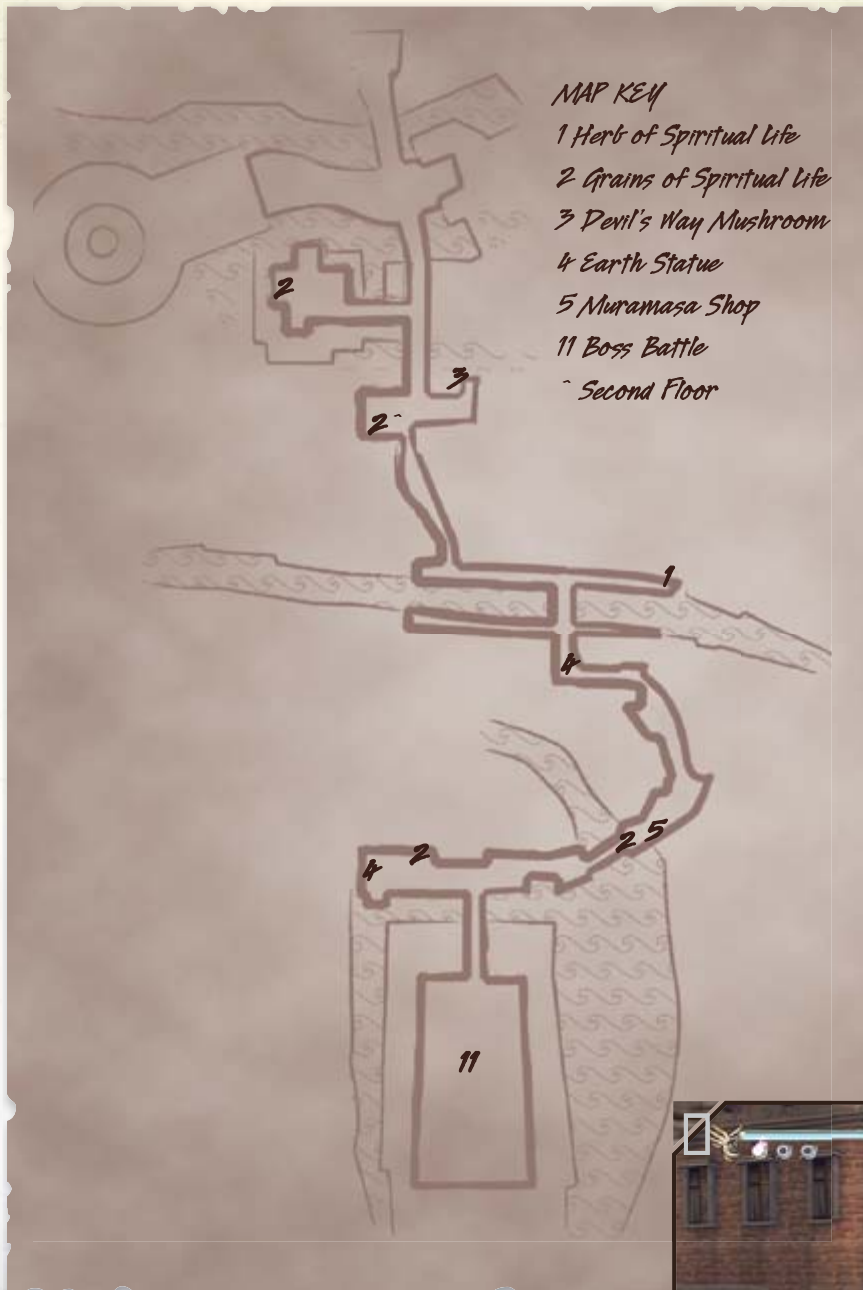 MAP KEY
1 Herb of Spiritual Life
2 Grains of Spiritual Life
3 Devil's Way Mushroom
4 Earth Statue
5 Muramasa Shop
11 Boss Battle
^ Second Floor
2
3
2^
1
4
2 5
2
4
11